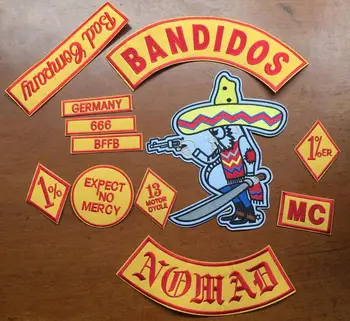 Bad Company
BANDIDOS
GERMANY
666
BFFB
1%ER
1%
EXPECT
NO
MERCY
13
MOTOR
CYCLE
MC
NOMAD